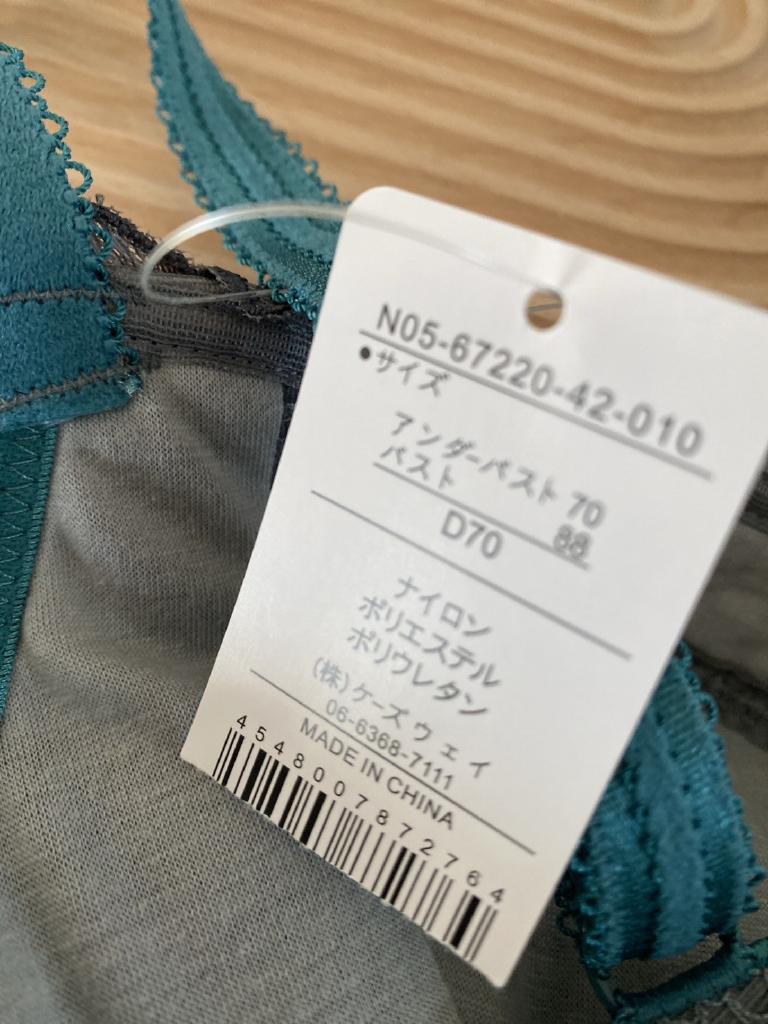 N05-67220-42-010
●サイズ
アンダーバスト 70
バスト 88
D70
ナイロン
ポリエステル
ポリウレタン
(株)ケーズウェイ
06-6368-7111
MADE IN CHINA
4548007872764